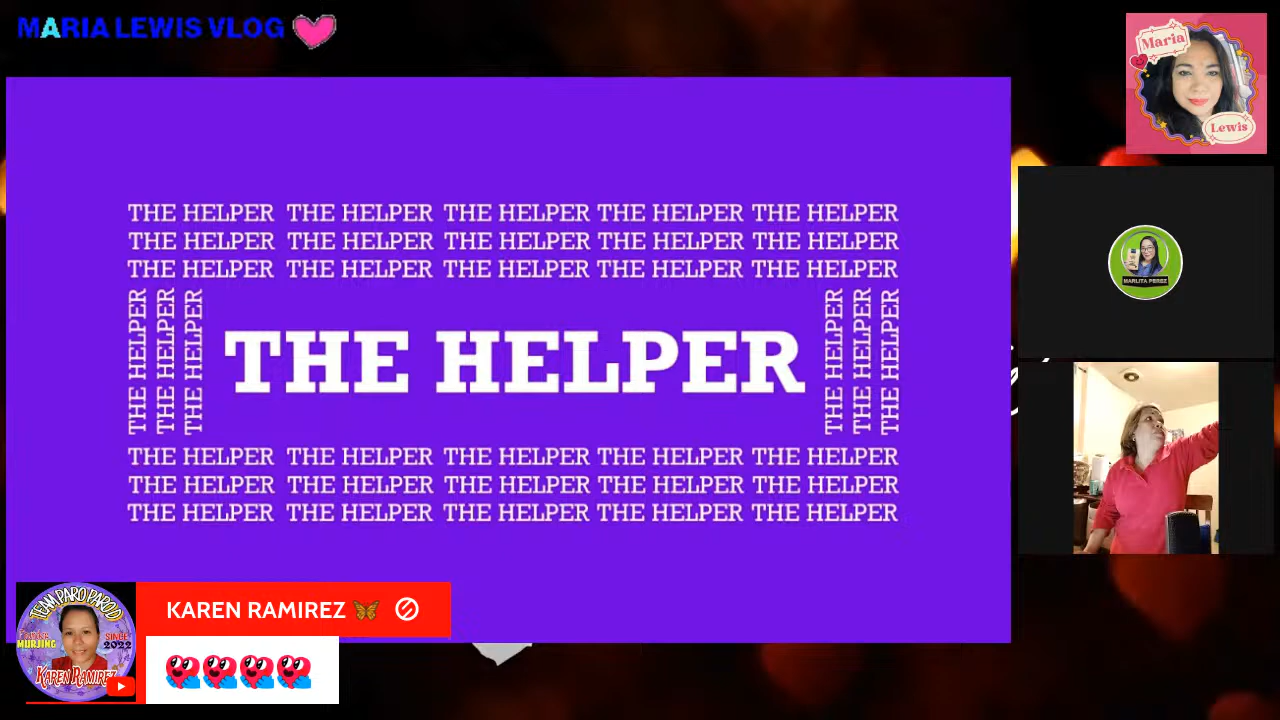 MARIA LEWIS VLOG
Maria
Lewis
THE HELPER THE HELPER THE HELPER THE HELPER THE HELPER
THE HELPER THE HELPER THE HELPER THE HELPER THE HELPER
THE HELPER THE HELPER THE HELPER THE HELPER THE HELPER
THE HELPER
THE HELPER
THE HELPER
THE HELPER
THE HELPER
THE HELPER
THE HELPER
THE HELPER THE HELPER THE HELPER THE HELPER THE HELPER
THE HELPER THE HELPER THE HELPER THE HELPER THE HELPER
THE HELPER THE HELPER THE HELPER THE HELPER THE HELPER
MARLITA PEREZ
TEAM PARO PARO
MURJING
SINCE
2022
KAREN RAMIREZ
KAREN RAMIREZ